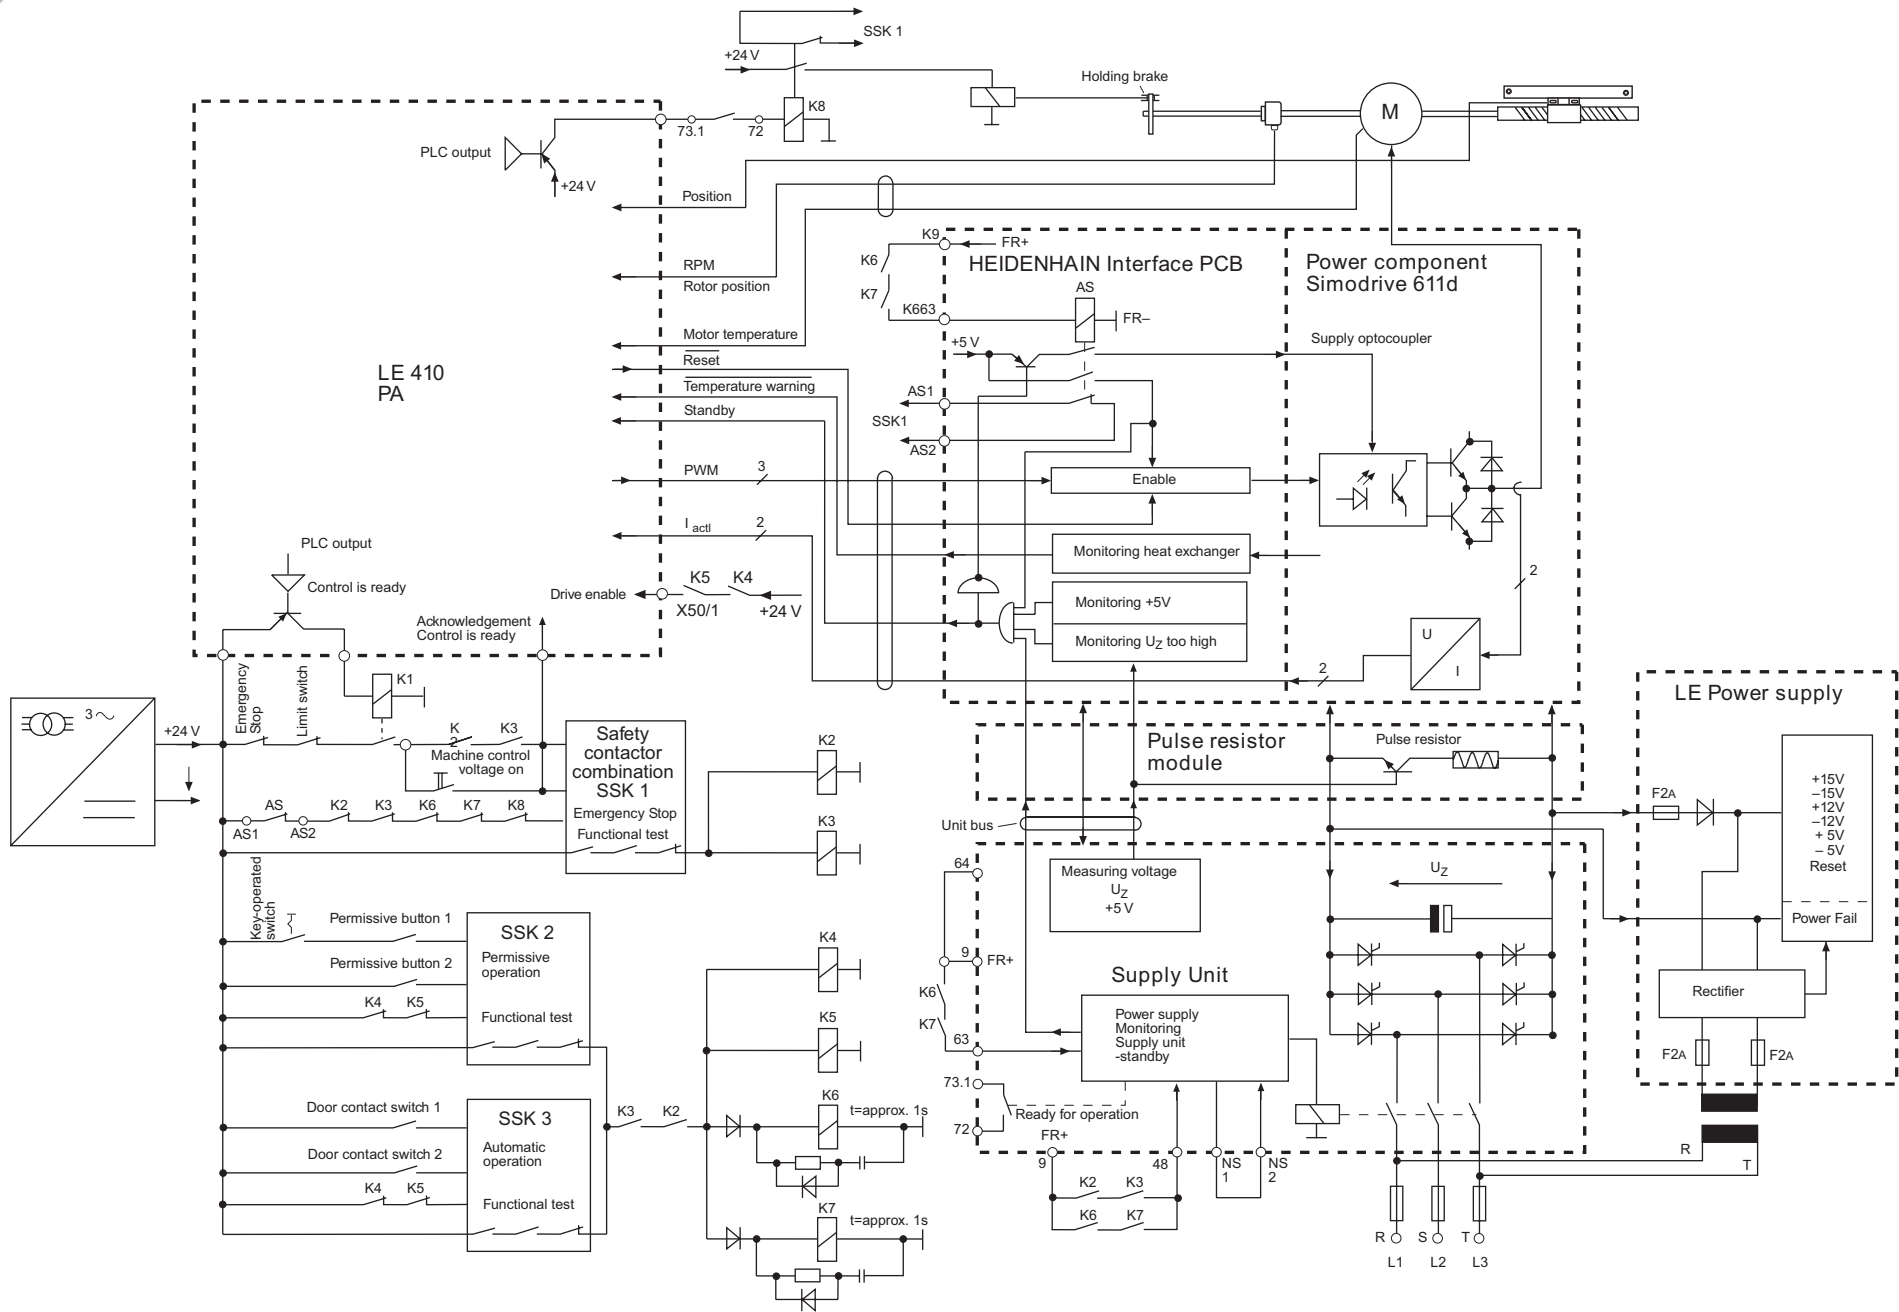 SSK 1
+24 V
K8
73.1
72
PLC output
+24 V
Holding brake
M
Position
RPM
Rotor position
Motor temperature
Reset
Temperature warning
Standby
PWM
3
I actl
2
LE 410
PA
K9
FR+
K6
K7
K663
HEIDENHAIN Interface PCB
AS
FR–
+5 V
AS1
SSK1
AS2
Enable
Monitoring heat exchanger
Monitoring +5V
Monitoring UZ too high
Power component
Simodrive 611d
Supply optocoupler
2
U
I
2
PLC output
Control is ready
Acknowledgement
Control is ready
Drive enable
K5
K4
X50/1
+24 V
3
+24 V
Emergency
Stop
Limit switch
K1
K
2
K3
Machine control
voltage on
AS
K2
K3
K6
K7
K8
AS1
AS2
Safety
contactor
combination
SSK 1
Emergency Stop
Functional test
K2
K3
Key-operated
switch
Permissive button 1
Permissive button 2
K4
K5
SSK 2
Permissive
operation
Functional test
Door contact switch 1
Door contact switch 2
K4
K5
SSK 3
Automatic
operation
Functional test
K3
K2
K4
K5
K6
t=approx. 1s
K7
t=approx. 1s
Pulse resistor
module
Pulse resistor
Unit bus
64
9
FR+
K6
K7
63
73.1
72
Ready for operation
Measuring voltage
UZ
+5 V
Supply Unit
Power supply
Monitoring
Supply unit
-standby
FR+
9
48
NS
1
NS
2
K2
K3
K6
K7
UZ
R
S
T
L1
L2
L3
LE Power supply
F2A
+15V
–15V
+12V
–12V
+ 5V
– 5V
Reset
Power Fail
Rectifier
F2A
F2A
R
T